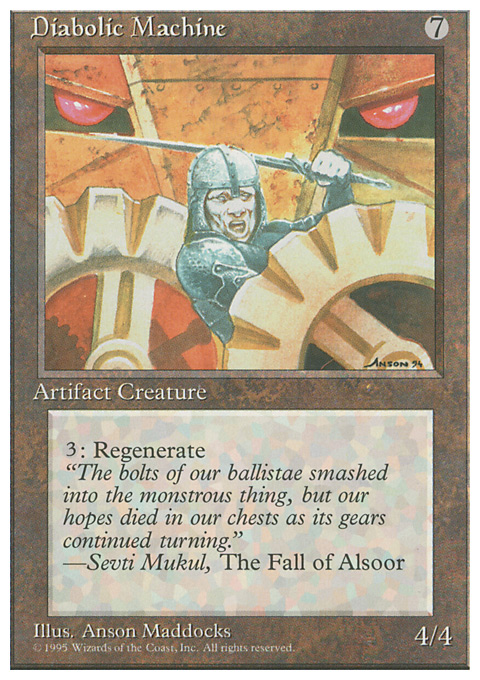 Diabolic Machine 7
ANSON 94
Artifact Creature
3: Regenerate
“The bolts of our ballistae smashed
into the monstrous thing, but our
hopes died in our chests as its gears
continued turning.”
—Sevti Mukul, The Fall of Alsoor
Illus. Anson Maddocks
© 1995 Wizards of the Coast, Inc. All rights reserved.
4/4